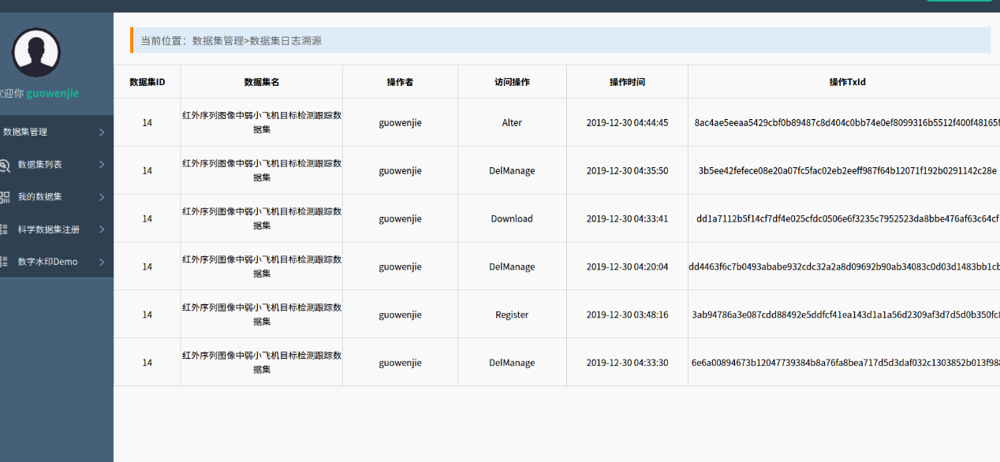 当前位置：数据集管理>数据集日志溯源
迎你 guowenjie
数据集管理
数据集列表
我的数据集
科学数据集注册
数字水印Demo
数据集ID 数据集名 操作者 访问操作 操作时间 操作TxId
14 红外序列图像中弱小飞机目标检测跟踪数据集 guowenjie Alter 2019-12-30 04:44:45 8ac4ae5eeaa5429cbf0b89487c8d404c0bb74e0ef8099316b5512f400f48165f
14 红外序列图像中弱小飞机目标检测跟踪数据集 guowenjie DelManage 2019-12-30 04:35:50 3b5ee42fefece08e20a07fc5fac02eb2eeff987f64b12071f192b0291142c28e
14 红外序列图像中弱小飞机目标检测跟踪数据集 guowenjie Download 2019-12-30 04:33:41 dd1a7112b5f14cf7df4e025cfdc0506e6f3235c7952523da8bbe476af63c64cf
14 红外序列图像中弱小飞机目标检测跟踪数据集 guowenjie DelManage 2019-12-30 04:20:04 dd4463f6c7b0493ababe932cdc32a2a8d09692b90ab34083c0d03d1483bb1cb
14 红外序列图像中弱小飞机目标检测跟踪数据集 guowenjie Register 2019-12-30 03:48:16 3ab94786a3e087cdd88492e5ddfcf41ea143d1a1a56d2309af3d7d5d0b350fc8
14 红外序列图像中弱小飞机目标检测跟踪数据集 guowenjie DelManage 2019-12-30 04:33:30 6e6a00894673b12047739384b8a76fa8bea717d5d3daf032c1303852b013f988